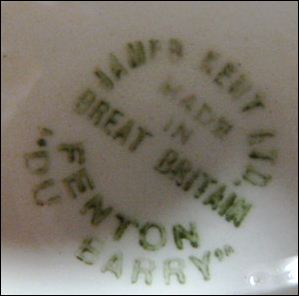 JAMES KENT LTD.
MADE
IN
GREAT BRITAIN
FENTON
"DU BARRY"